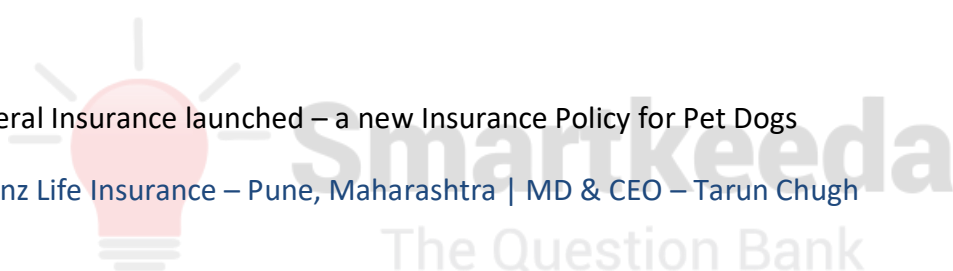 eral Insurance launched – a new Insurance Policy for Pet Dogs
Smartkeeda
nz Life Insurance – Pune, Maharashtra | MD & CEO – Tarun Chugh
The Question Bank